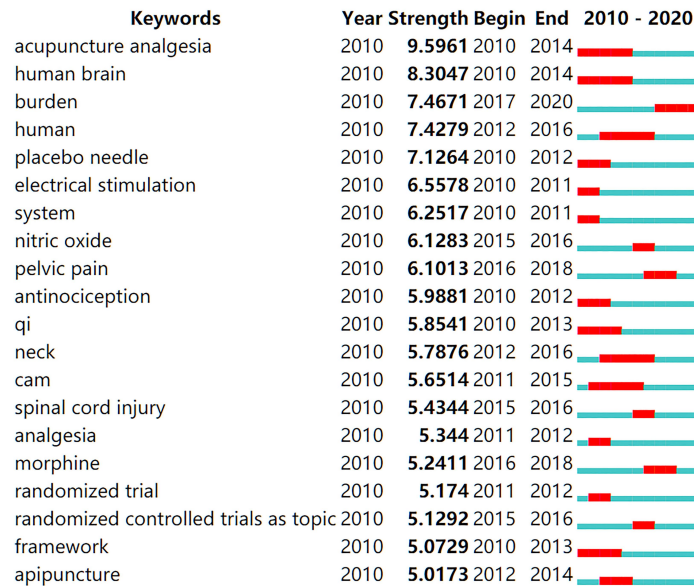 Keywords Year Strength Begin End 2010 - 2020
acupuncture analgesia 2010 9.5961 2010 2014
human brain 2010 8.3047 2010 2014
burden 2010 7.4671 2017 2020
human 2010 7.4279 2012 2016
placebo needle 2010 7.1264 2010 2012
electrical stimulation 2010 6.5578 2010 2011
system 2010 6.2517 2010 2011
nitric oxide 2010 6.1283 2015 2016
pelvic pain 2010 6.1013 2016 2018
antinociception 2010 5.9881 2010 2012
qi 2010 5.8541 2010 2013
neck 2010 5.7876 2012 2016
cam 2010 5.6514 2011 2015
spinal cord injury 2010 5.4344 2015 2016
analgesia 2010 5.344 2011 2012
morphine 2010 5.2411 2016 2018
randomized trial 2010 5.174 2011 2012
randomized controlled trials as topic 2010 5.1292 2015 2016
framework 2010 5.0729 2010 2013
apipuncture 2010 5.0173 2012 2014